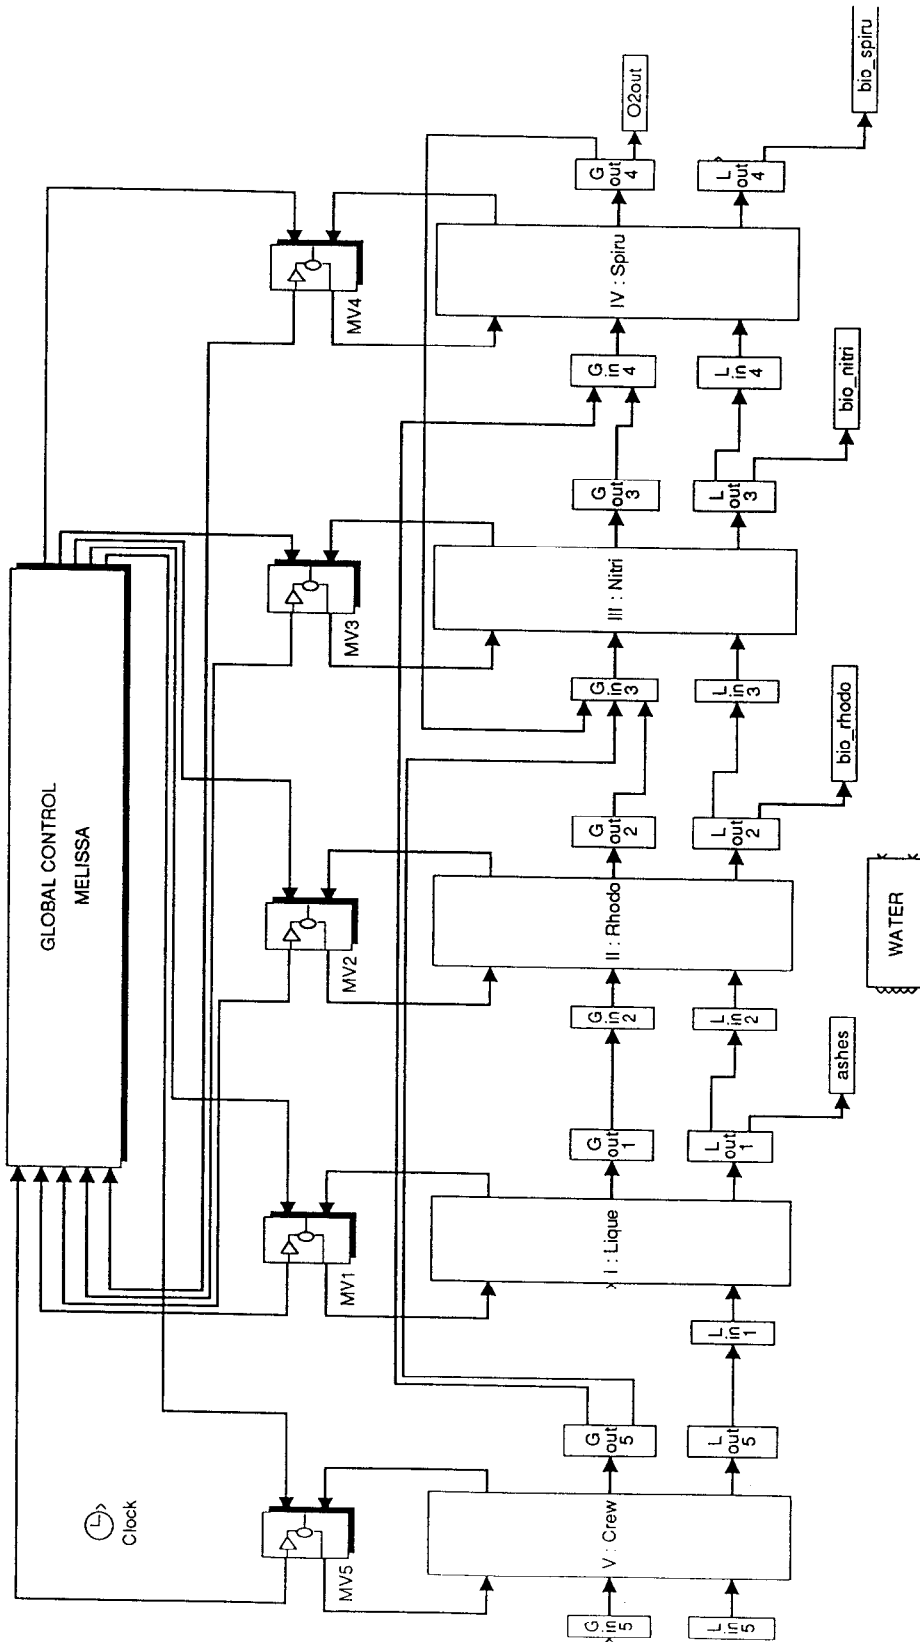 GLOBAL CONTROL
MELISSA
Clock
MV5
MV1
MV2
MV3
MV4
G
in
5
L
in
5
V : Crew
G
out
5
L
out
5
L
in
1
I : Lique
G
out
1
L
out
1
ashes
G
in
2
L
in
2
II : Rhodo
G
out
2
L
out
2
bio_rhodo
G
in
3
L
in
3
III : Nitri
G
out
3
L
out
3
bio_nitri
G
in
4
L
in
4
IV : Spiru
G
out
4
L
out
4
O2out
bio_spiru
WATER